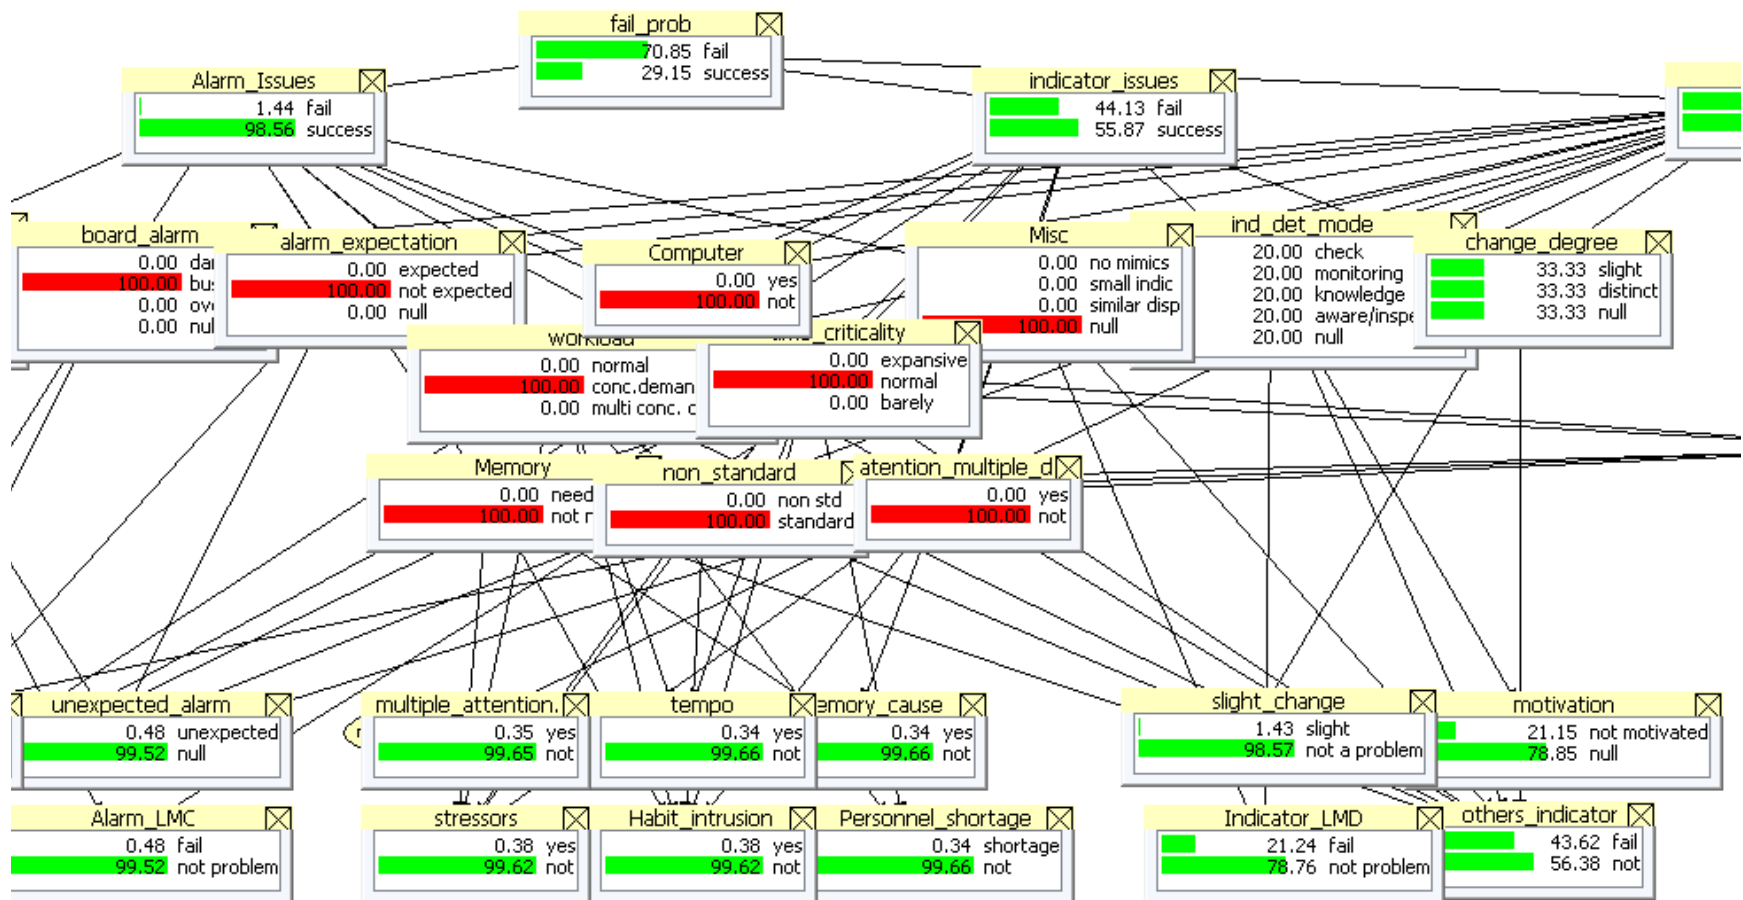 fail_prob
70.85 fail
29.15 success
Alarm_Issues
1.44 fail
98.56 success
indicator_issues
44.13 fail
55.87 success
board_alarm
0.00
100.00
0.00
0.00
alarm_expectation
0.00 expected
100.00 not expected
0.00 null
Computer
0.00 yes
100.00 not
Misc
0.00 no mimics
0.00 small indic
0.00 similar disp
100.00 null
ind_det_mode
20.00 check
20.00 monitoring
20.00 knowledge
20.00 aware/inspe
20.00 null
change_degree
33.33 slight
33.33 distinct
33.33 null
workload
0.00 normal
100.00 conc.deman
0.00 multi conc. c
_criticality
0.00 expansive
100.00 normal
0.00 barely
Memory
0.00 need
100.00 not
non_standard
0.00 non std
100.00 standard
atention_multiple_d
0.00 yes
100.00 not
unexpected_alarm
0.48 unexpected
99.52 null
multiple_attention.
0.35 yes
99.65 not
tempo
0.34 yes
99.66 not
emory_cause
0.34 yes
99.66 not
slight_change
1.43 slight
98.57 not a problem
motivation
21.15 not motivated
78.85 null
Alarm_LMC
0.48 fail
99.52 not problem
stressors
0.38 yes
99.62 not
Habit_intrusion
0.38 yes
99.62 not
Personnel_shortage
0.34 shortage
99.66 not
Indicator_LMD
21.24 fail
78.76 not problem
others_indicator
43.62 fail
56.38 not